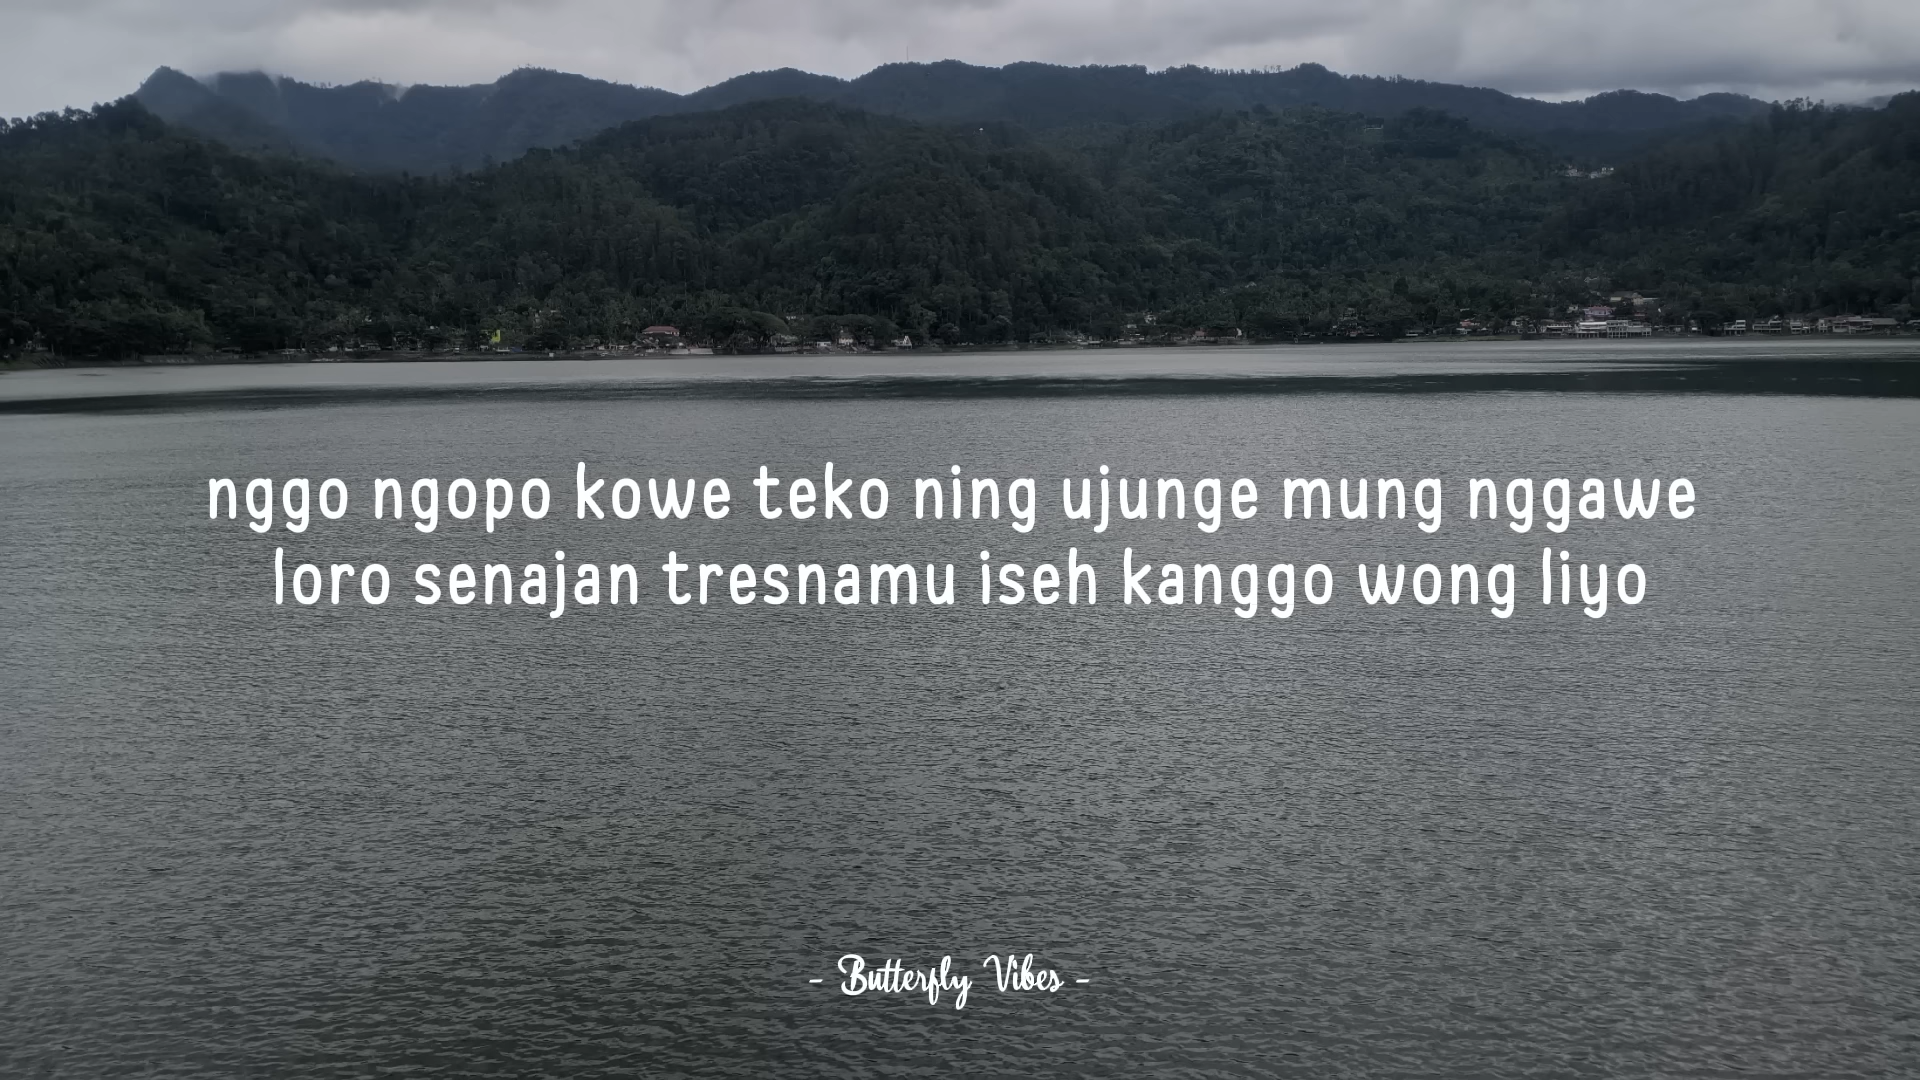 nggo ngopo kowe teko ning ujunge mung nggawe
loro senajan tresnamu iseh kanggo wong liyo
- Butterfly Vibes -